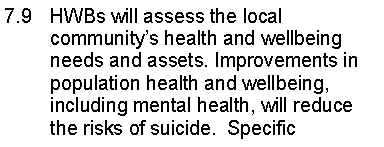 7.9 HWBs will assess the local
community's health and wellbeing
needs and assets. Improvements in
population health and wellbeing,
including mental health, will reduce
the risks of suicide.  Specific